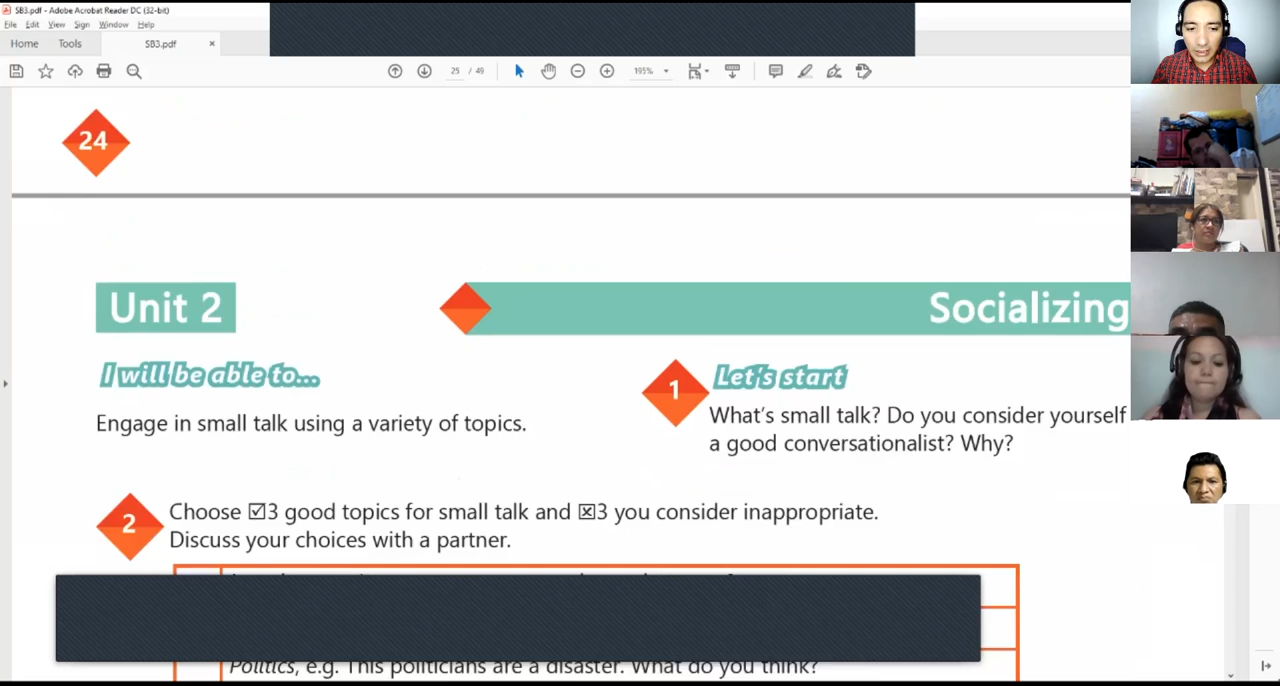 SB3.pdf - Adobe Acrobat Reader DC (32-bit)
File Edit View Sign Window Help
Home Tools SB3.pdf ×
25 / 49 195%
24
Unit 2 Socializing
I will be able to...
Engage in small talk using a variety of topics.
1 Let's start
What's small talk? Do you consider yourself
a good conversationalist? Why?
2 Choose ☑3 good topics for small talk and ☒3 you consider inappropriate.
Discuss your choices with a partner.
Politics, e.g. This politicians are a disaster. What do you think?